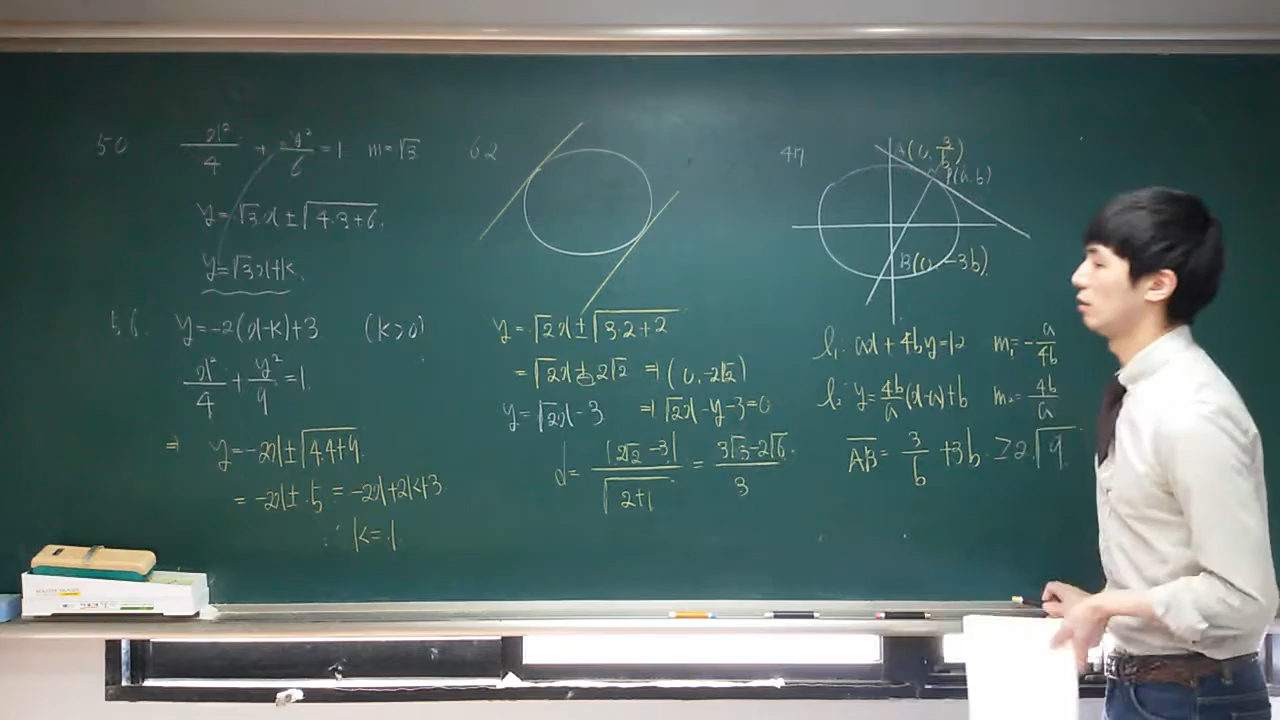 50
x²/4 + y²/6 = 1 m=√3
y=√3x±√(4·3+6)
y=√3x+k
56
y=-2(x-k)+3 (k>0)
x²/4 + y²/9 = 1
⇒ y=-2x±√(4·4+9)
= -2x±5 = -2x+2k+3
∴ k=1
62
y=√2x±√(3·2+2)
=√2x±2√2 ⇒ (0,-2√2)
y=√2x-3 ⇒ √2x-y-3=0
d= |2√2-3|/√(2+1) = (3√3-2√6)/3
47
A(0, 3/b)
P(a,b)
B(0, -3b)
l₁: ax+4by=12 m₁=-a/4b
l₂: y=4b/a(x-a)+b m₂=4b/a
AB= 3/b +3b ≥2√9